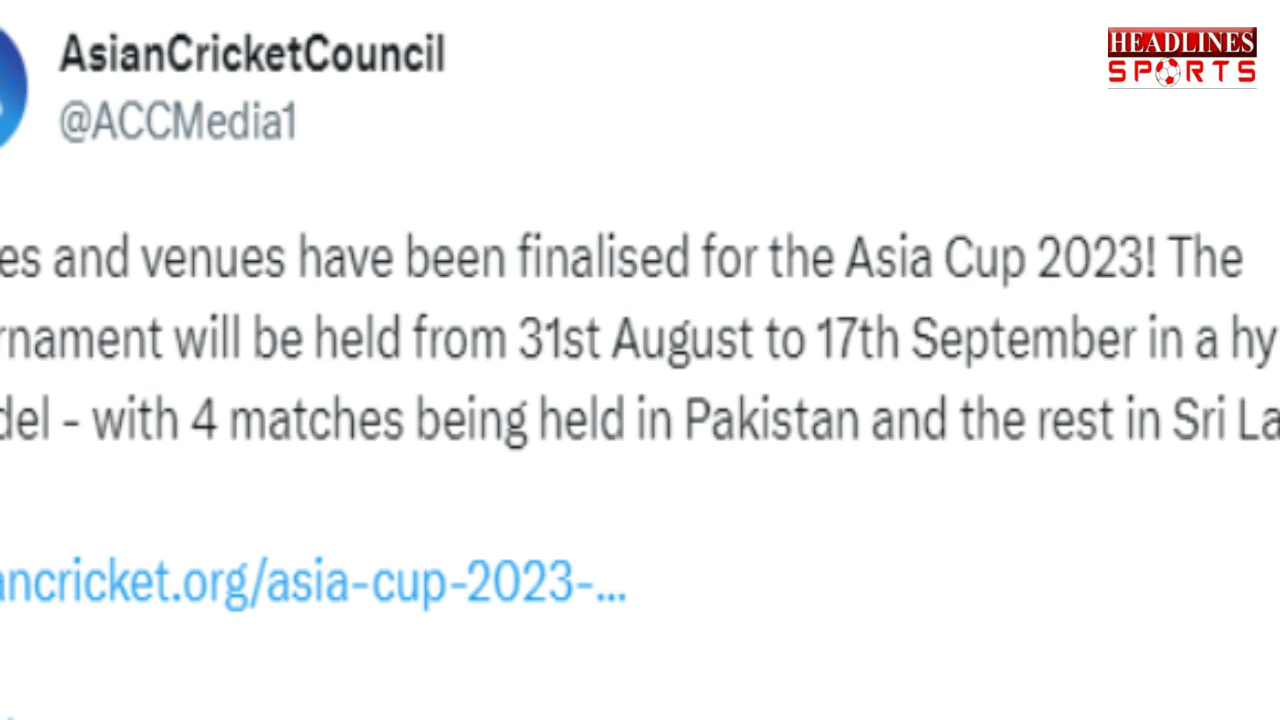 AsianCricketCouncil
HEADLINES
SPORTS
@ACCMedia1
es and venues have been finalised for the Asia Cup 2023! The
rnament will be held from 31st August to 17th September in a hy
del - with 4 matches being held in Pakistan and the rest in Sri La
ancricket.org/asia-cup-2023-...